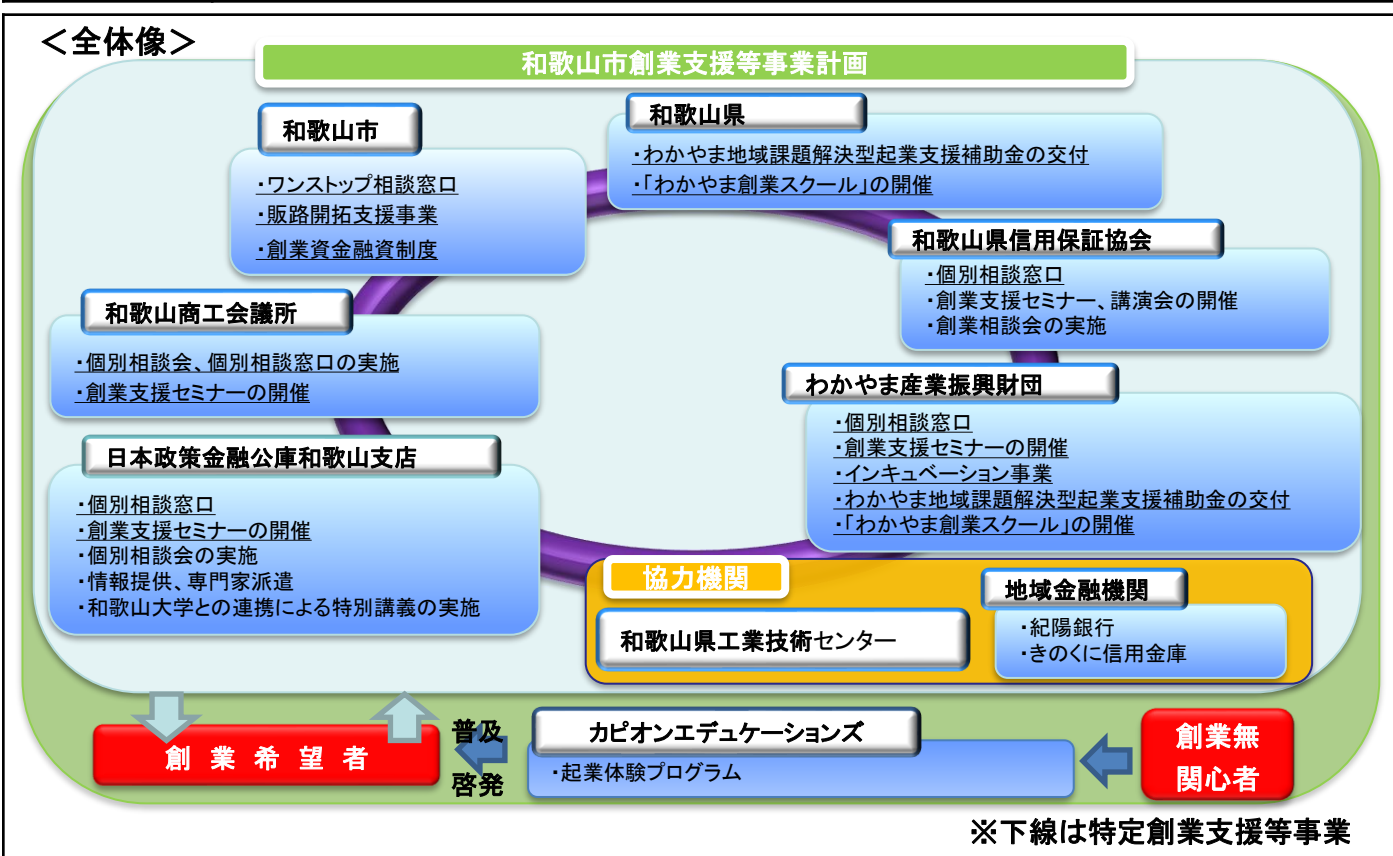 ＜全体像＞
和歌山市創業支援等事業計画
和歌山市
・ワンストップ相談窓口
・販路開拓支援事業
・創業資金融資制度
和歌山県
・わかやま地域課題解決型起業支援補助金の交付
・「わかやま創業スクール」の開催
和歌山県信用保証協会
・個別相談窓口
・創業支援セミナー、講演会の開催
・創業相談会の実施
和歌山商工会議所
・個別相談会、個別相談窓口の実施
・創業支援セミナーの開催
わかやま産業振興財団
・個別相談窓口
・創業支援セミナーの開催
・インキュベーション事業
・わかやま地域課題解決型起業支援補助金の交付
・「わかやま創業スクール」の開催
日本政策金融公庫和歌山支店
・個別相談窓口
・創業支援セミナーの開催
・個別相談会の実施
・情報提供、専門家派遣
・和歌山大学との連携による特別講義の実施
協力機関
和歌山県工業技術センター
地域金融機関
・紀陽銀行
・きのくに信用金庫
創業希望者
普及
啓発
カピオンエデュケーションズ
・起業体験プログラム
創業無
関心者
※下線は特定創業支援等事業